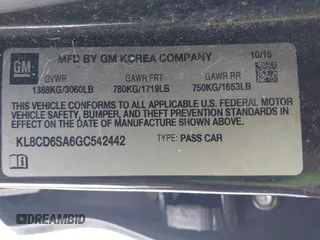 GM
MFD BY GM KOREA COMPANY 10/15
GVWR GAWR FRT GAWR RR
1388KG/3060LB 780KG/1719LB 750KG/1653LB
THIS VEHICLE CONFORMS TO ALL APPLICABLE U.S. FEDERAL MOTOR
VEHICLE SAFETY, BUMPER, AND THEFT PREVENTION STANDARDS
IN EFFECT ON THE DATE OF MANUFACTURE SHOWN ABOVE.
KL8CD6SA6GC542442 TYPE: PASS CAR
DREAMBID